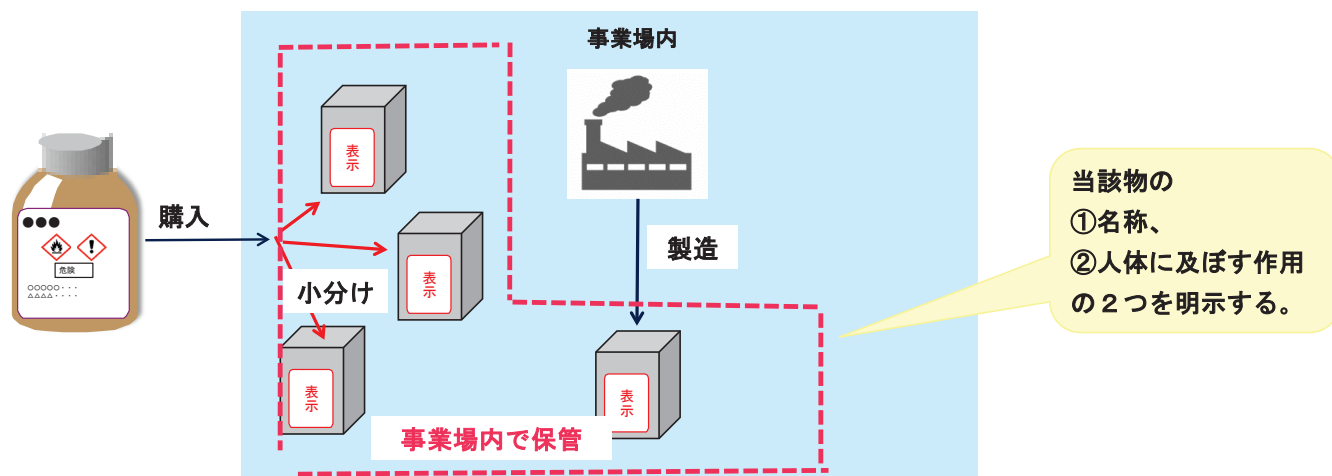 事業場内
表示
表示
表示
表示
購入
小分け
製造
事業場内で保管
●●●
危険
○○○○○・・・
△△△△・・・・
当該物の
①名称、
②人体に及ぼす作用
の２つを明示する。